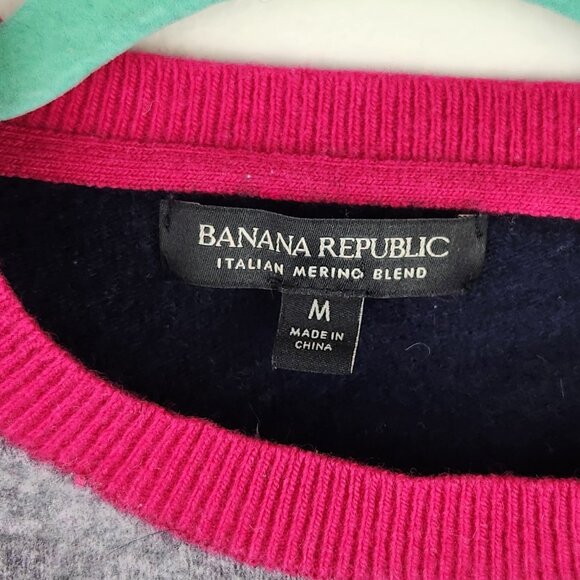 BANANA REPUBLIC
ITALIAN MERINO BLEND
M
MADE IN
CHINA